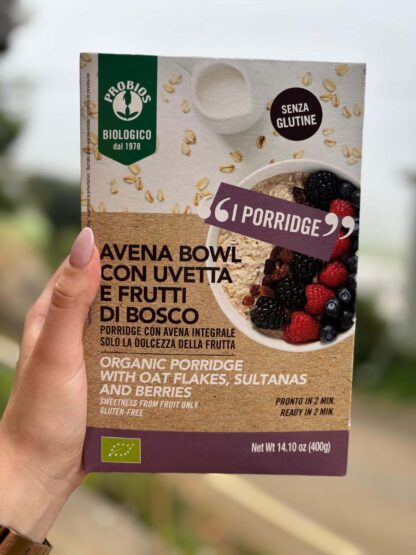 PROBIOS
BIOLOGICO
dal 1978
SENZA
GLUTINE
“I PORRIDGE”
AVENA BOWL
CON UVETTA
E FRUTTI
DI BOSCO
PORRIDGE CON AVENA INTEGRALE
SOLO LA DOLCEZZA DELLA FRUTTA
ORGANIC PORRIDGE
WITH OAT FLAKES, SULTANAS
AND BERRIES
SWEETNESS FROM FRUIT ONLY
GLUTEN-FREE
PRONTO IN 2 MIN.
READY IN 2 MIN.
Net Wt 14.10 oz (400g)